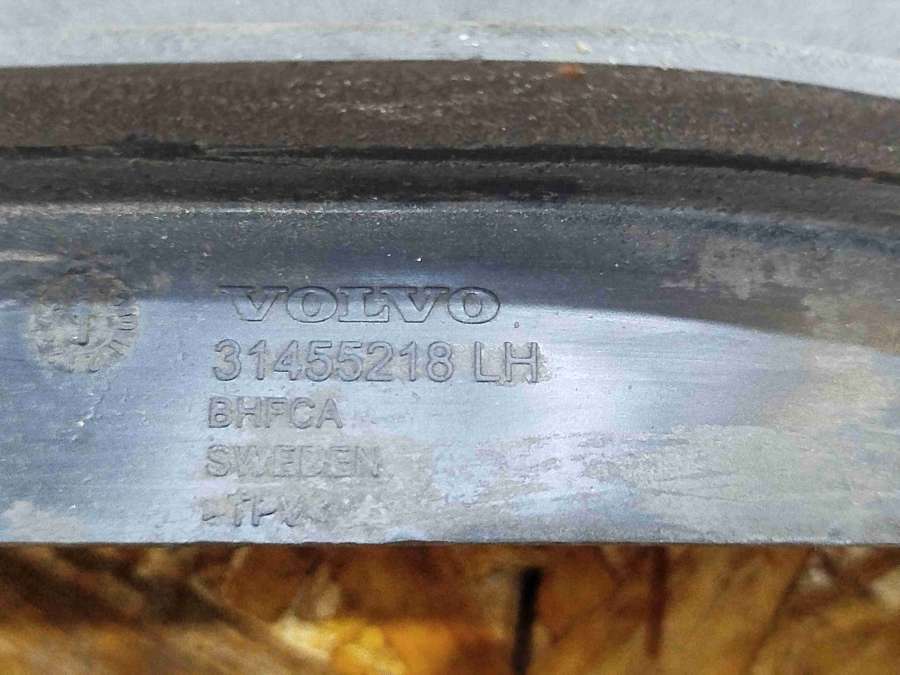 VOLVO
31455218 LH
BHFCA
SWEDEN